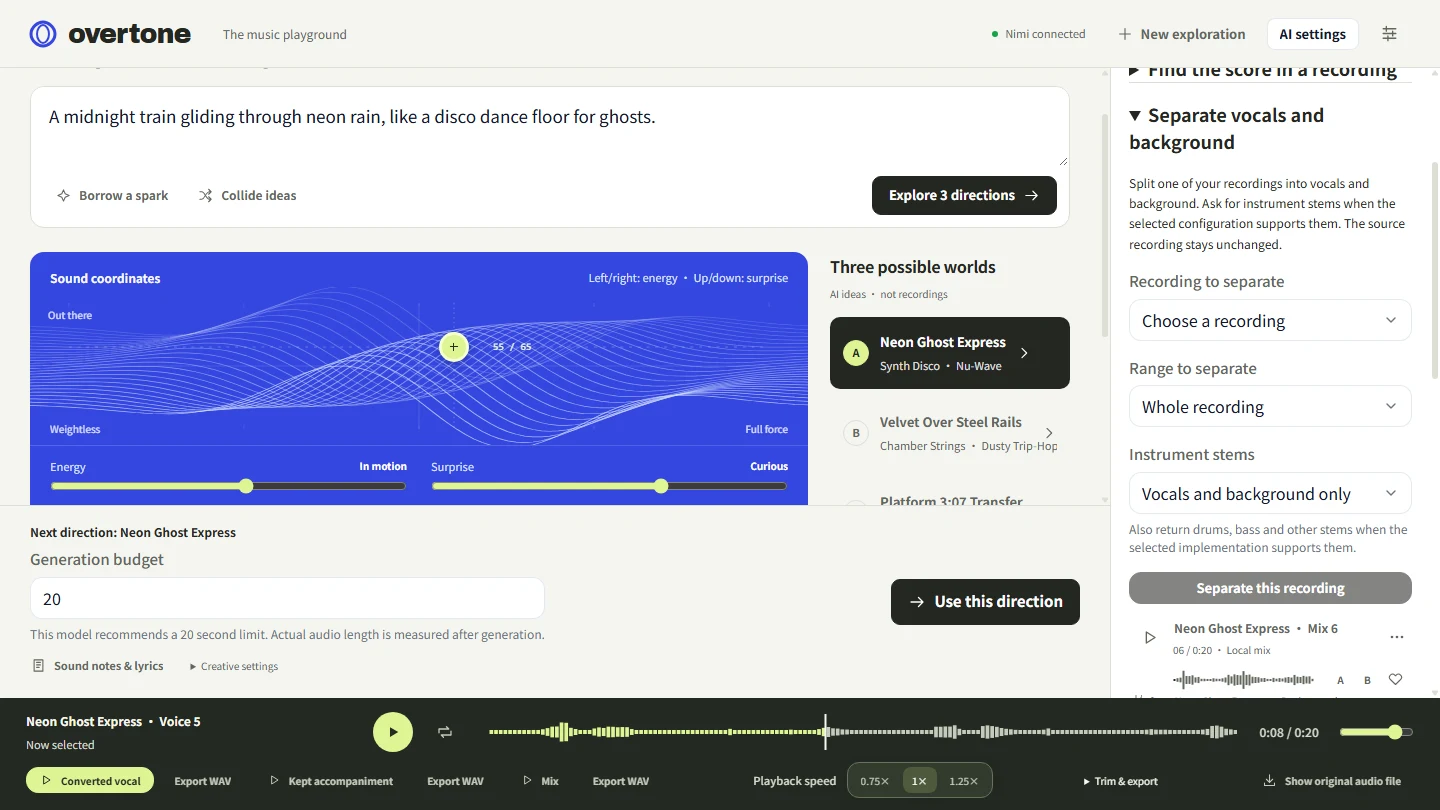 overtone
The music playground
Nimi connected
New exploration
AI settings
A midnight train gliding through neon rain, like a disco dance floor for ghosts.
Borrow a spark
Collide ideas
Explore 3 directions
Sound coordinates
Left/right: energy • Up/down: surprise
Out there
55 / 65
Weightless
Full force
Energy
In motion
Surprise
Curious
Three possible worlds
AI ideas • not recordings
A
Neon Ghost Express
Synth Disco • Nu-Wave
B
Velvet Over Steel Rails
Chamber Strings • Dusty Trip-Hop
Platform 3:07 Transfer
Next direction: Neon Ghost Express
Generation budget
20
This model recommends a 20 second limit. Actual audio length is measured after generation.
Sound notes & lyrics
Creative settings
Use this direction
Find the score in a recording
Separate vocals and
background
Split one of your recordings into vocals and
background. Ask for instrument stems when the
selected configuration supports them. The source
recording stays unchanged.
Recording to separate
Choose a recording
Range to separate
Whole recording
Instrument stems
Vocals and background only
Also return drums, bass and other stems when the
selected implementation supports them.
Separate this recording
Neon Ghost Express • Mix 6
06 / 0:20 • Local mix
A B
Neon Ghost Express • Voice 5
Now selected
0:08 / 0:20
Converted vocal
Export WAV
Kept accompaniment
Export WAV
Mix
Export WAV
Playback speed
0.75×
1×
1.25×
Trim & export
Show original audio file